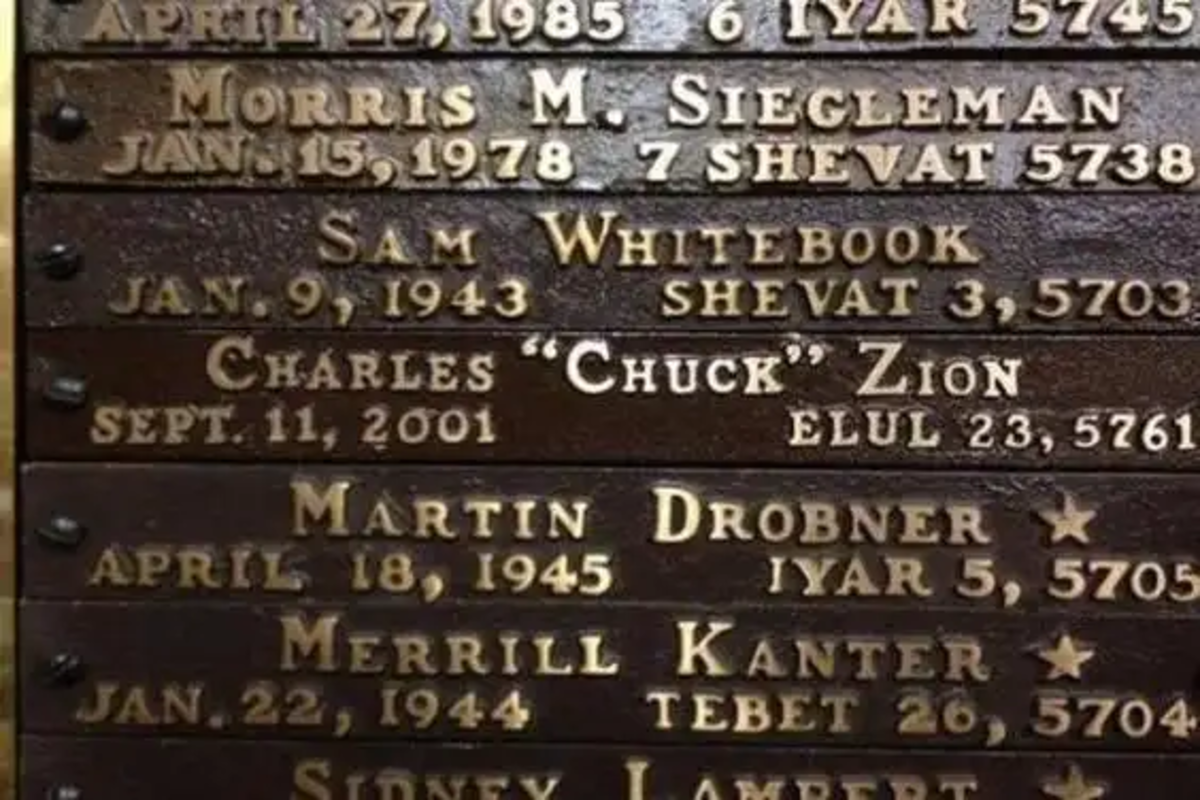 APRIL 27, 1985 6 IYAR 5745
MORRIS M. SIEGLEMAN
JAN. 15, 1978 7 SHEVAT 5738
SAM WHITEBOOK
JAN. 9, 1943 SHEVAT 3, 5703
CHARLES “CHUCK” ZION
SEPT. 11, 2001 ELUL 23, 5761
MARTIN DROBNER ★
APRIL 18, 1945 IYAR 5, 5705
MERRILL KANTER ★
JAN. 22, 1944 TEBET 26, 5704
SIDNEY LAMPERT ★